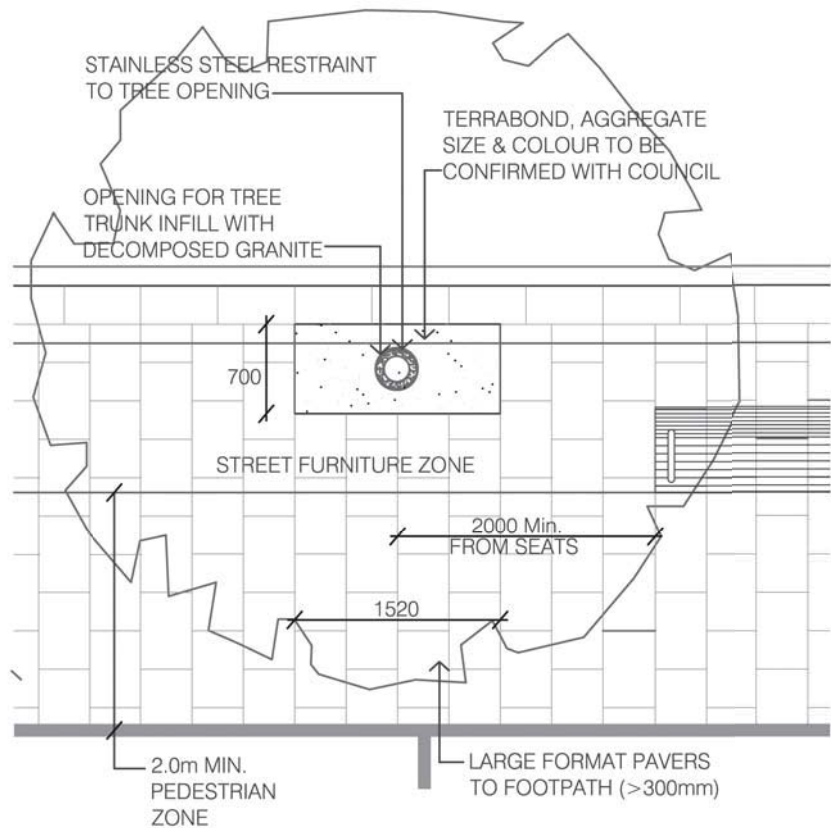 STAINLESS STEEL RESTRAINT
TO TREE OPENING
TERRABOND, AGGREGATE
SIZE & COLOUR TO BE
CONFIRMED WITH COUNCIL
OPENING FOR TREE
TRUNK INFILL WITH
DECOMPOSED GRANITE
700
STREET FURNITURE ZONE
2000 Min.
FROM SEATS
1520
2.0m MIN.
PEDESTRIAN
ZONE
LARGE FORMAT PAVERS
TO FOOTPATH (>300mm)